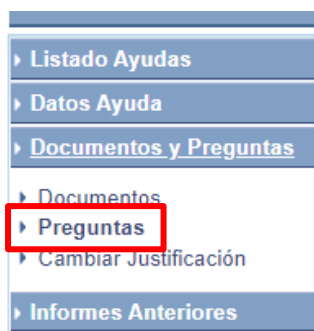 Listado Ayudas
Datos Ayuda
Documentos y Preguntas
Documentos
Preguntas
Cambiar Justificación
Informes Anteriores